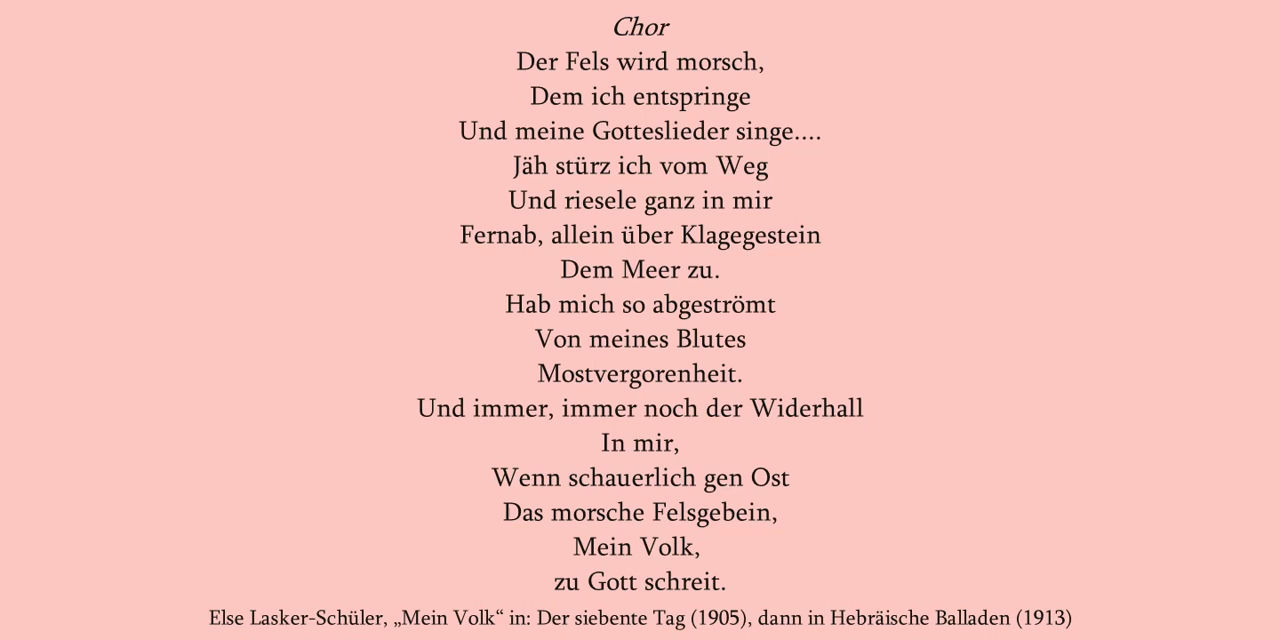 Chor
Der Fels wird morsch,
Dem ich entspringe
Und meine Gotteslieder singe....
Jäh stürz ich vom Weg
Und riesele ganz in mir
Fernab, allein über Klagegestein
Dem Meer zu.
Hab mich so abgeströmt
Von meines Blutes
Mostvergorenheit.
Und immer, immer noch der Widerhall
In mir,
Wenn schauerlich gen Ost
Das morsche Felsgebein,
Mein Volk,
zu Gott schreit.
Else Lasker-Schüler, „Mein Volk“ in: Der siebente Tag (1905), dann in Hebräische Balladen (1913)